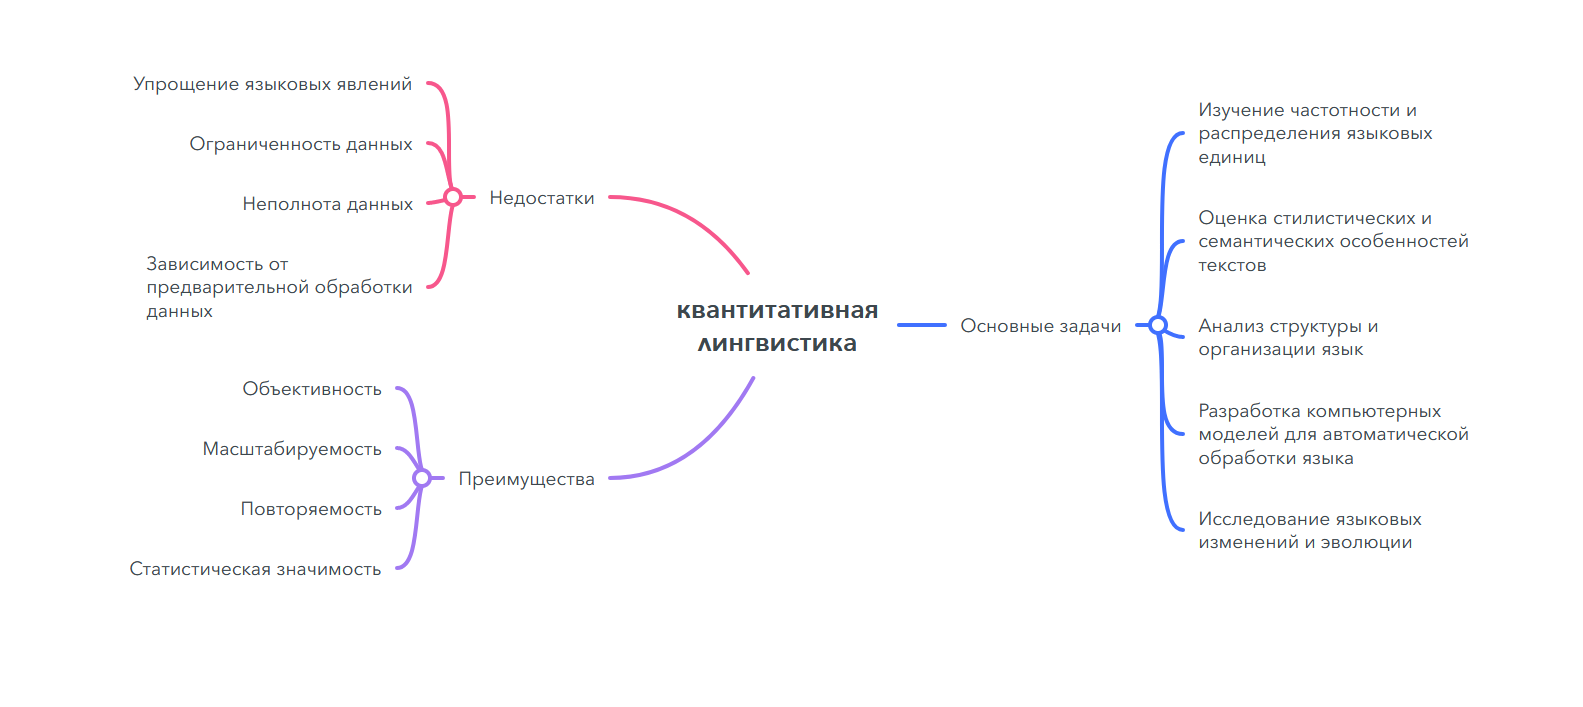 квантитативная
лингвистика
Недостатки
Упрощение языковых явлений
Ограниченность данных
Неполнота данных
Зависимость от
предварительной обработки
данных
Преимущества
Объективность
Масштабируемость
Повторяемость
Статистическая значимость
Основные задачи
Изучение частотности и
распределения языковых
единиц
Оценка стилистических и
семантических особенностей
текстов
Анализ структуры и
организации язык
Разработка компьютерных
моделей для автоматической
обработки языка
Исследование языковых
изменений и эволюции